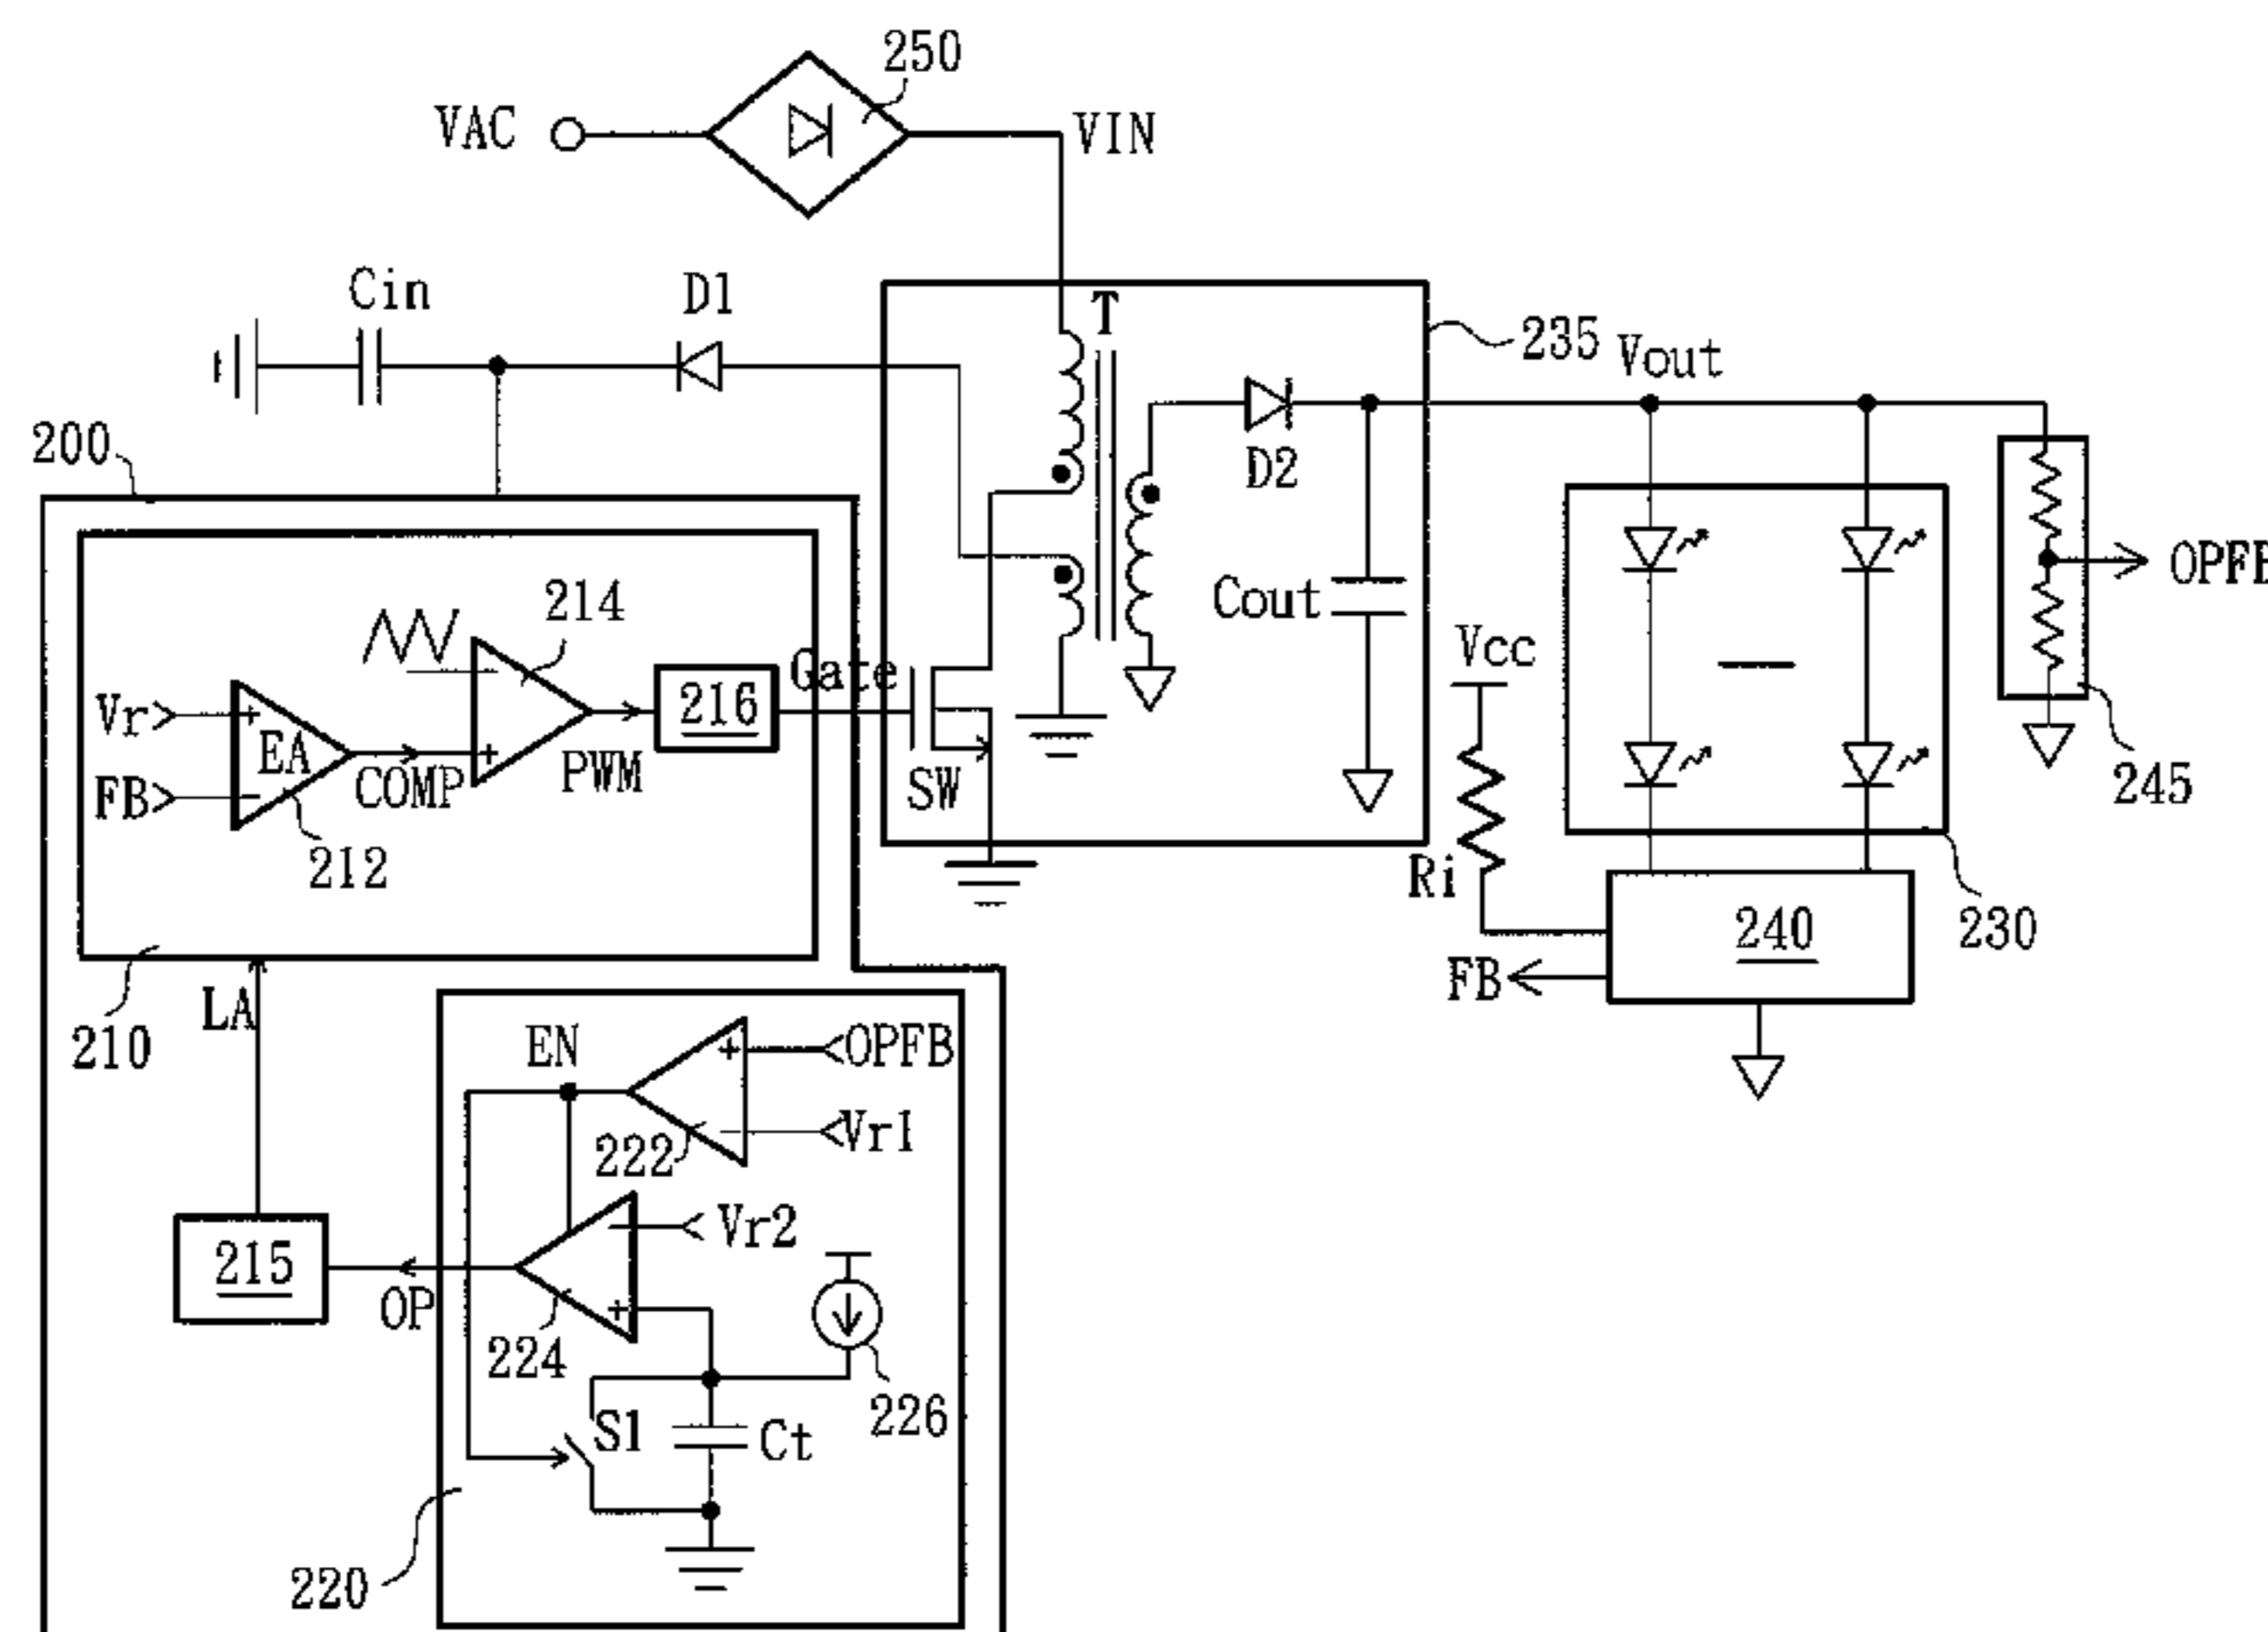 250
VAC
VIN
Cin
D1
T
235
Vout
200
D2
OPFB
214
Cout
Vcc
Gate
Vr
+
EA
216
FB
-
COMP
+
PWM
SW
245
212
Ri
240
230
FB
LA
210
EN
+
OPFB
222
-
Vr1
-
Vr2
215
OP
+
224
226
S1
Ct
220